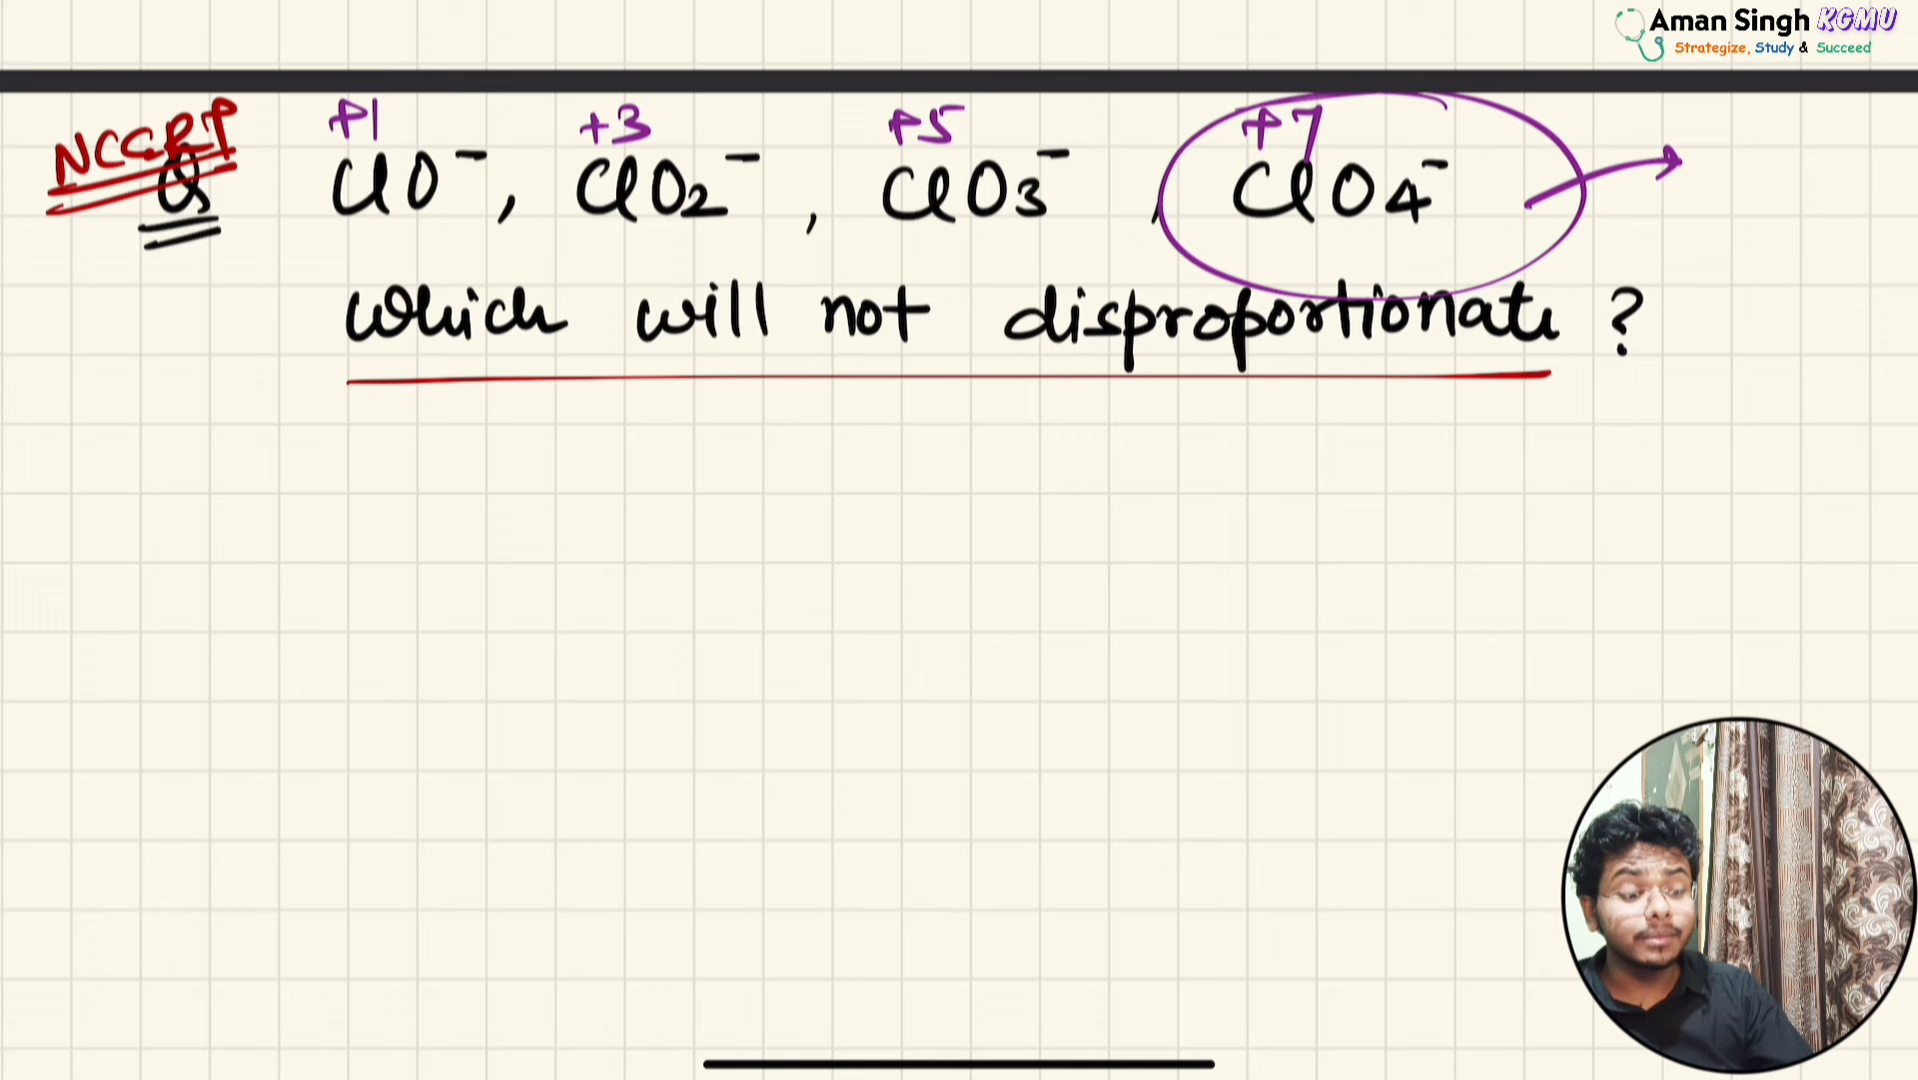 Aman Singh KGMU
Strategize, Study & Succeed
NCERT
+1 +3 +5 +7
Q ClO⁻, ClO₂⁻, ClO₃⁻, ClO₄⁻
which will not disproportionate ?